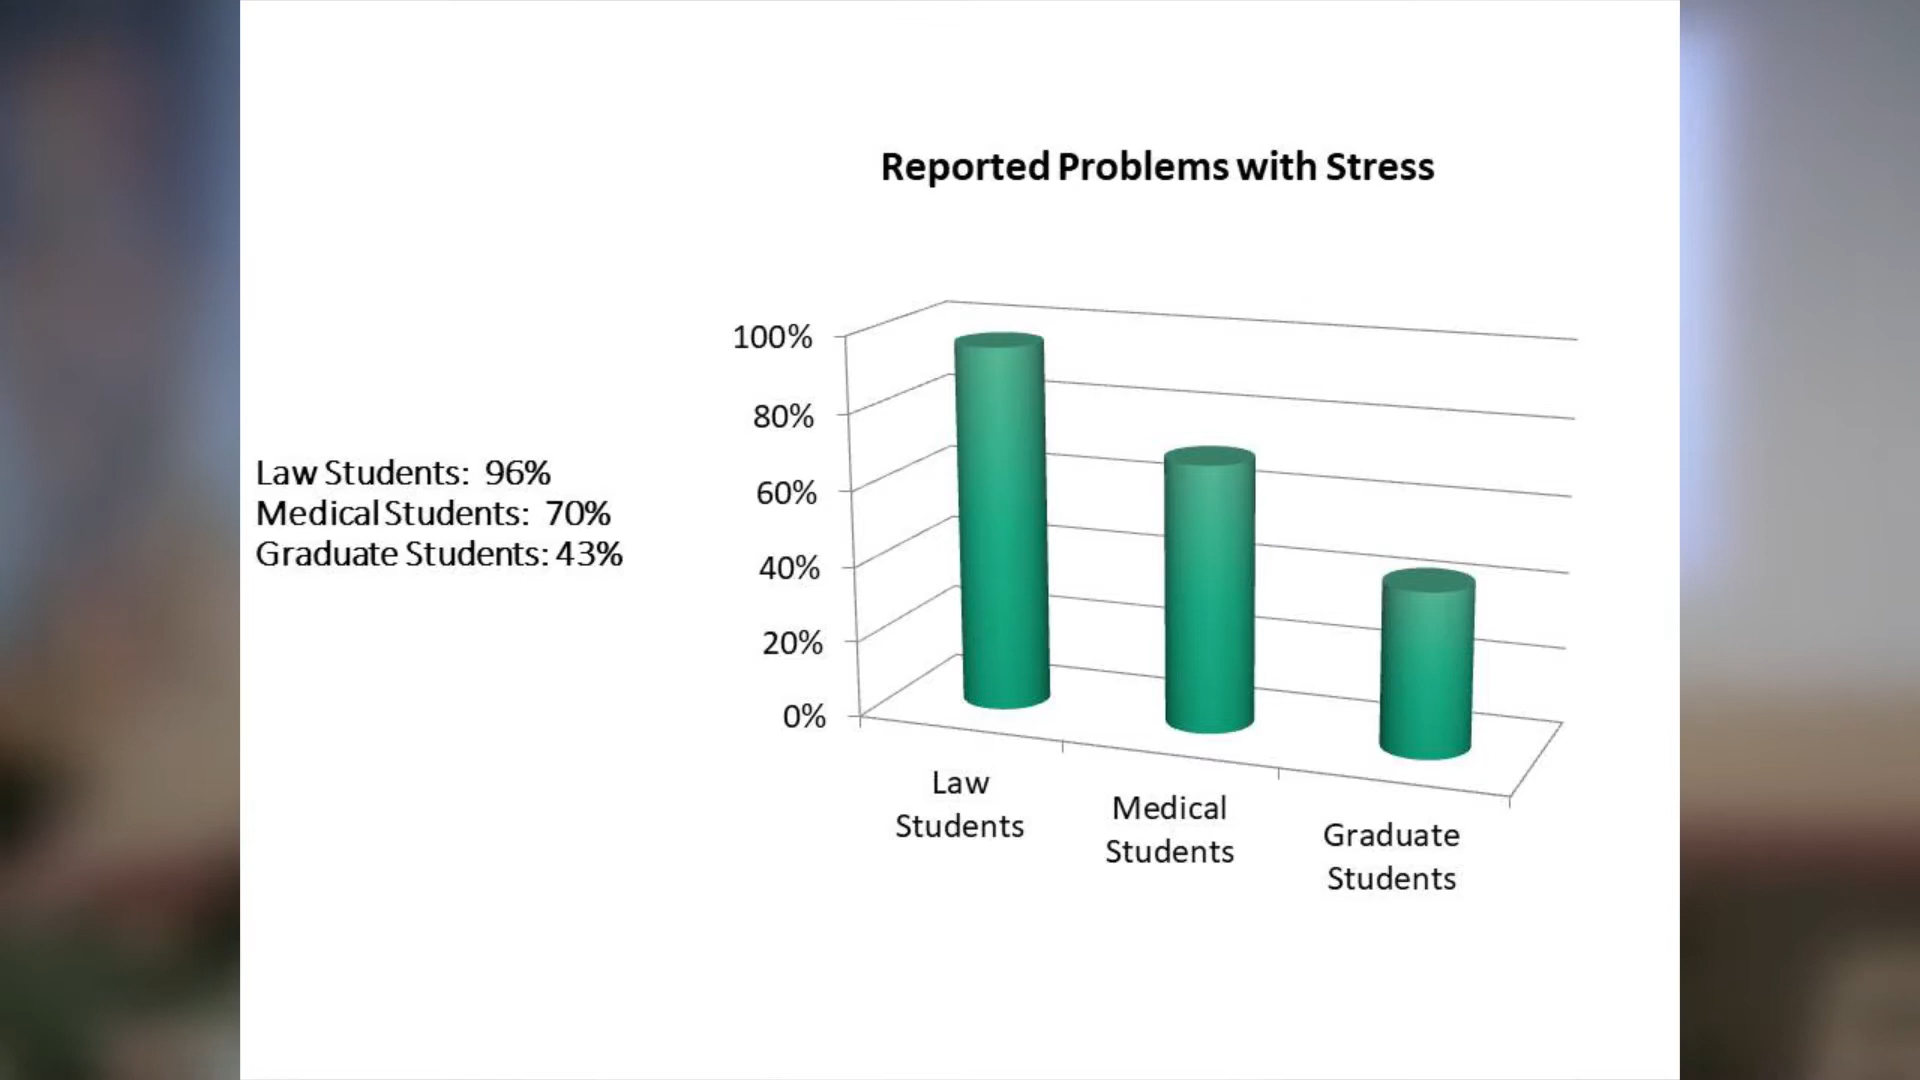 Reported Problems with Stress
Law Students: 96%
Medical Students: 70%
Graduate Students: 43%
100%
80%
60%
40%
20%
0%
Law
Students
Medical
Students
Graduate
Students